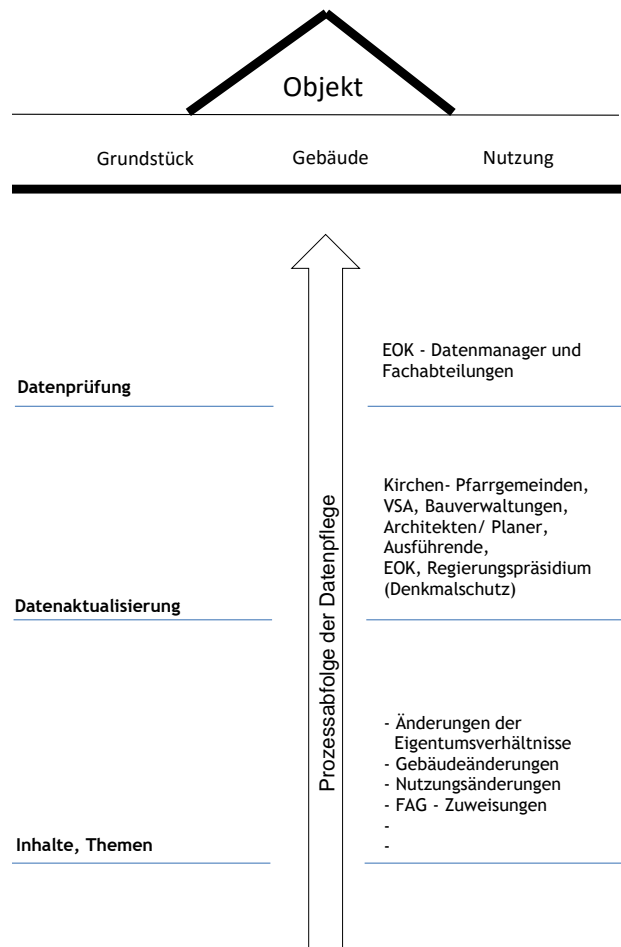 Objekt
Grundstück Gebäude Nutzung
EOK - Datenmanager und
Fachabteilungen
Datenprüfung
Kirchen- Pfarrgemeinden,
VSA, Bauverwaltungen,
Architekten/ Planer,
Ausführende,
EOK, Regierungspräsidium
(Denkmalschutz)
Datenaktualisierung
Prozessabfolge der Datenpflege
- Änderungen der
Eigentumsverhältnisse
- Gebäudeänderungen
- Nutzungsänderungen
- FAG - Zuweisungen
-
-
Inhalte, Themen